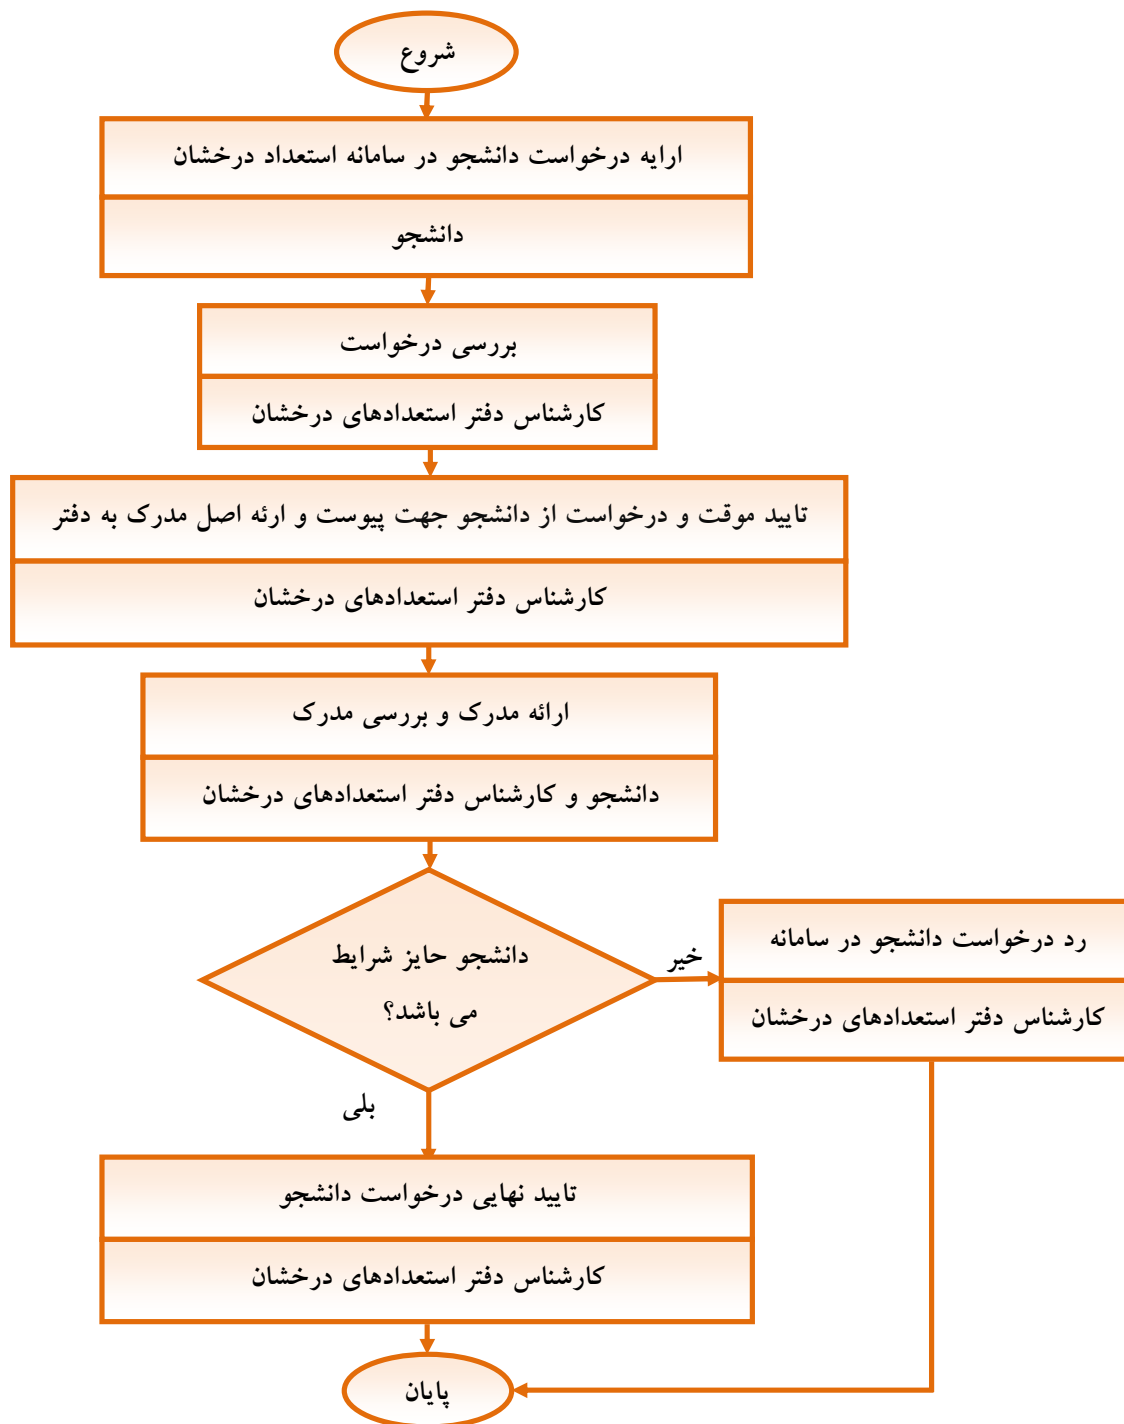 شروع
ارایه درخواست دانشجو در سامانه استعداد درخشان
دانشجو
بررسی درخواست
کارشناس دفتر استعدادهای درخشان
تایید موقت و درخواست از دانشجو جهت پیوست و ارئه اصل مدرک به دفتر
کارشناس دفتر استعدادهای درخشان
ارائه مدرک و بررسی مدرک
دانشجو و کارشناس دفتر استعدادهای درخشان
دانشجو حایز شرایط
می باشد؟
خیر
رد درخواست دانشجو در سامانه
کارشناس دفتر استعدادهای درخشان
بلی
تایید نهایی درخواست دانشجو
کارشناس دفتر استعدادهای درخشان
پایان